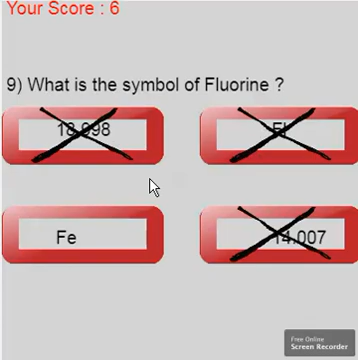 Your Score : 6
9) What is the symbol of Fluorine ?
18.998
Fe
14.007
Free Online
Screen Recorder